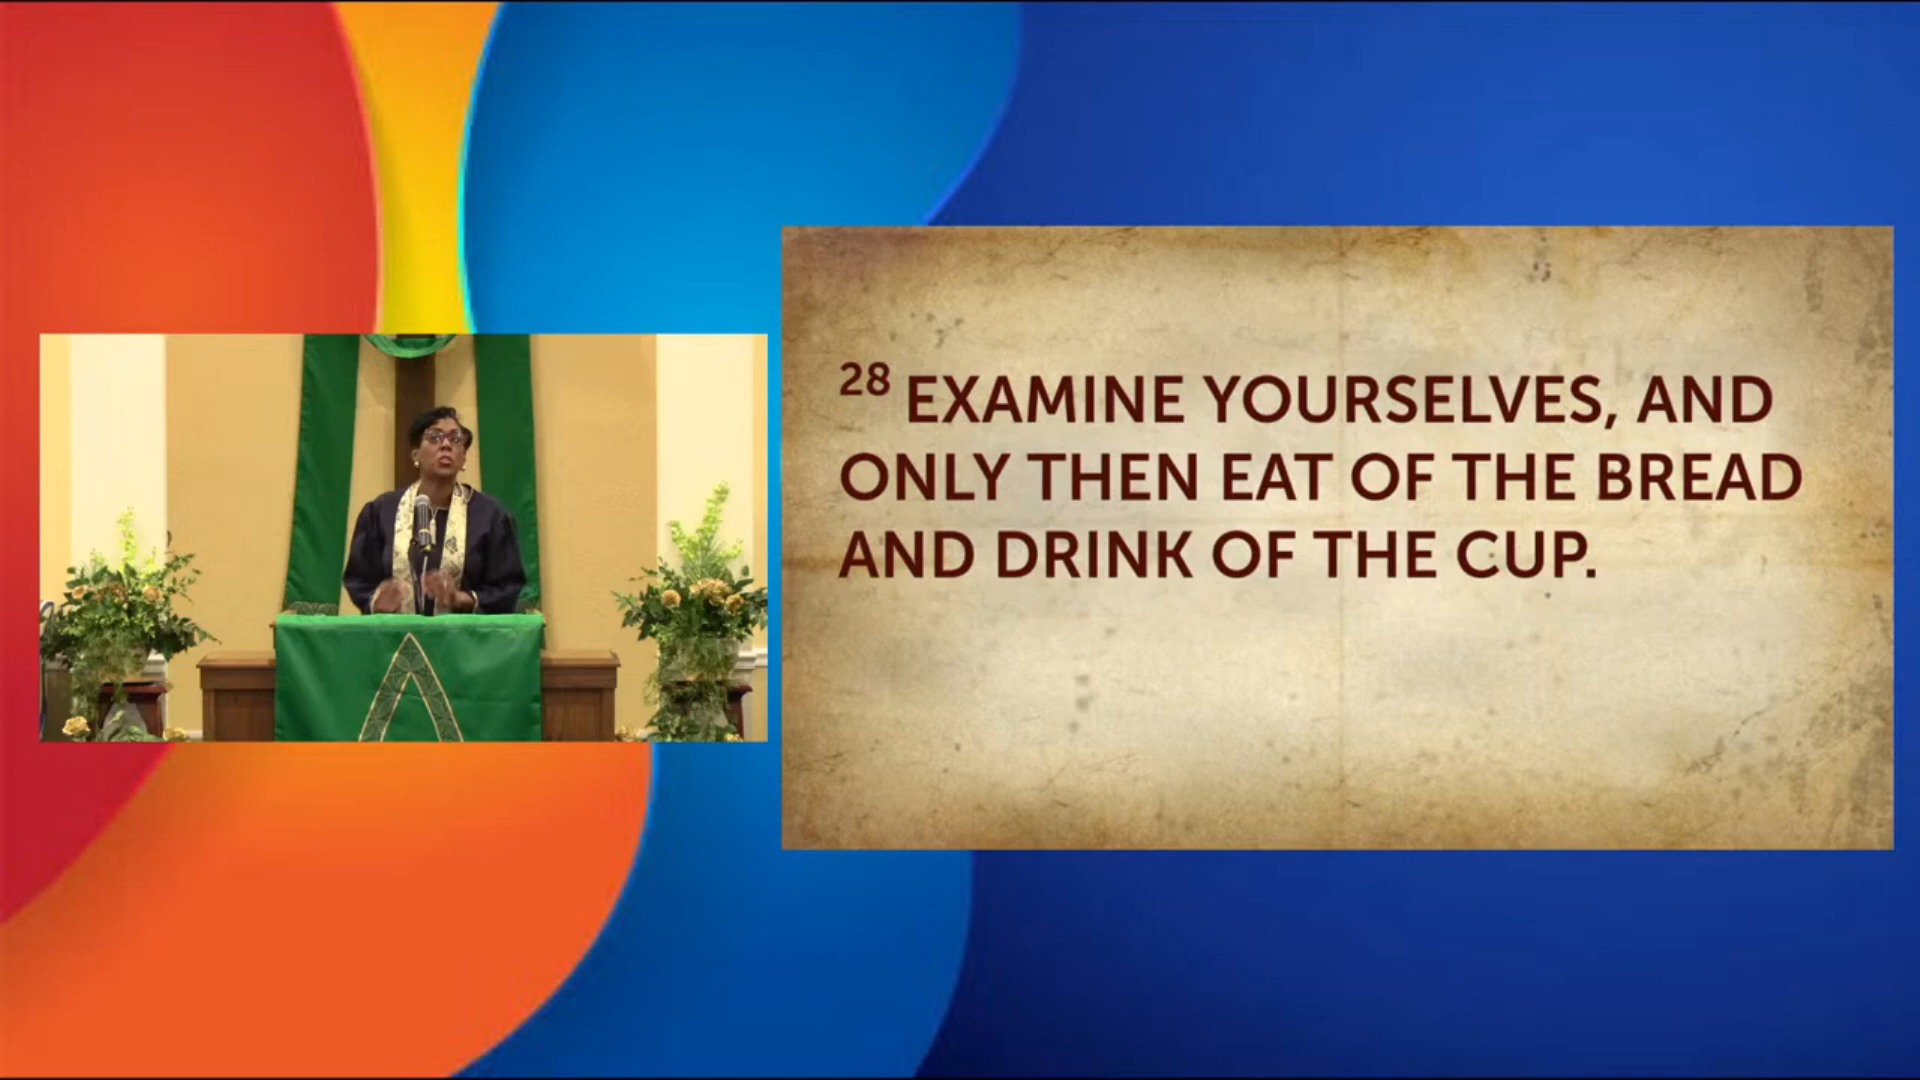 28 EXAMINE YOURSELVES, AND
ONLY THEN EAT OF THE BREAD
AND DRINK OF THE CUP.